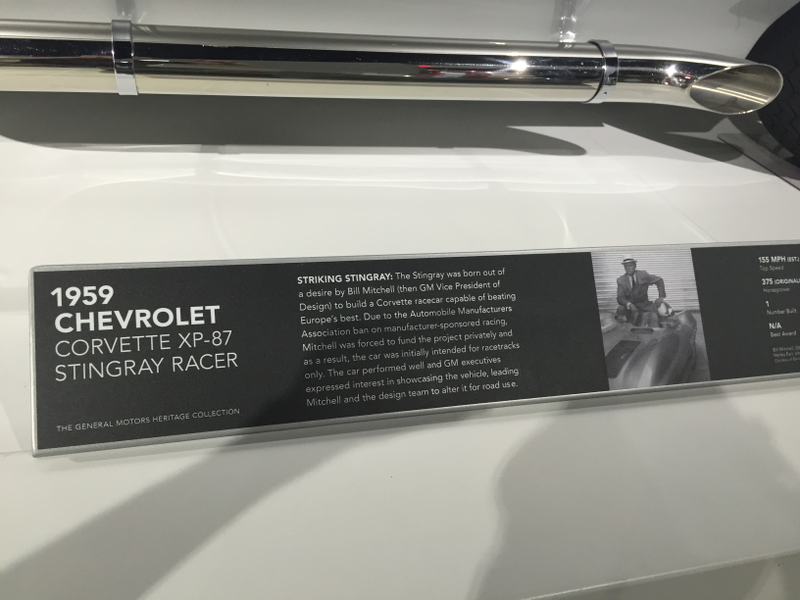 1959
CHEVROLET
CORVETTE XP-87
STINGRAY RACER
THE GENERAL MOTORS HERITAGE COLLECTION
STRIKING STINGRAY: The Stingray was born out of
a desire by Bill Mitchell (then GM Vice President of
Design) to build a Corvette racecar capable of beating
Europe's best. Due to the Automobile Manufacturers
Association ban on manufacturer-sponsored racing,
Mitchell was forced to fund the project privately and
as a result, the car was initially intended for racetracks
only. The car performed well and GM executives
expressed interest in showcasing the vehicle, leading
Mitchell and the design team to alter it for road use.
155 MPH (EST.)
Top Speed
375 (ORIGINAL
Horsepower
1
Number Built
N/A
Best Award
Bill Mitchell,